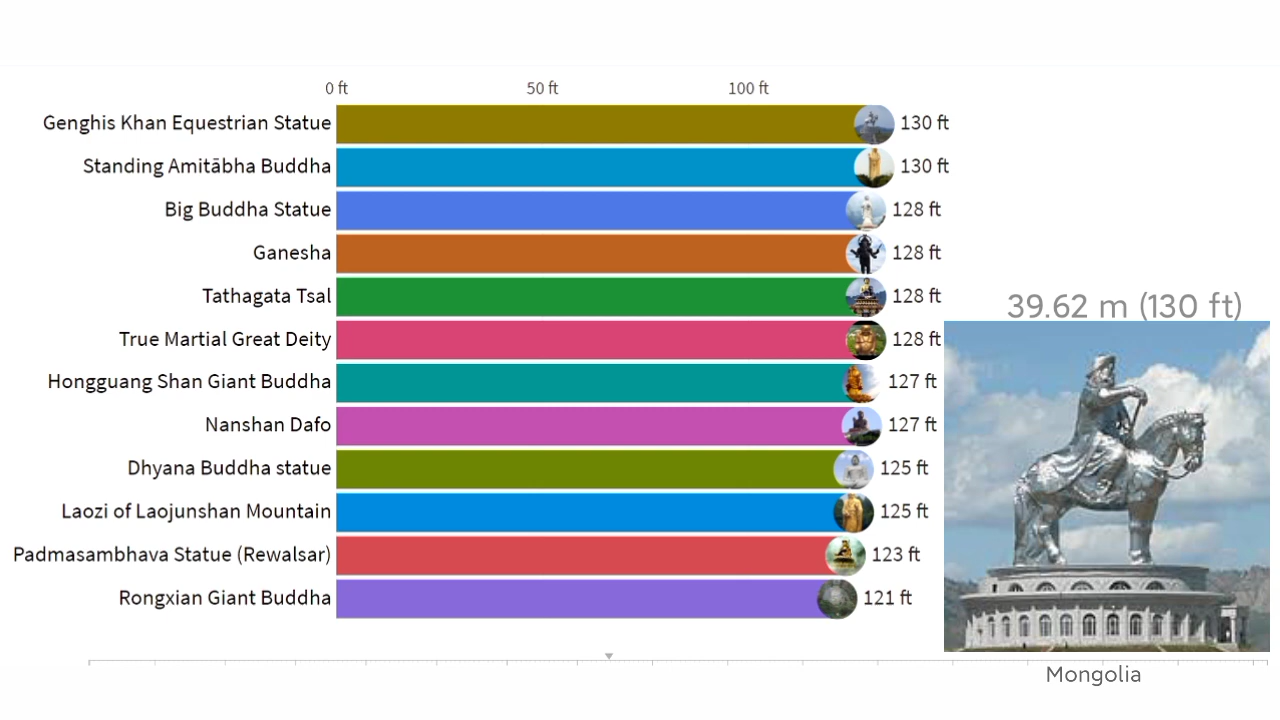 0 ft 50 ft 100 ft
Genghis Khan Equestrian Statue 130 ft
Standing Amitābha Buddha 130 ft
Big Buddha Statue 128 ft
Ganesha 128 ft
Tathagata Tsal 128 ft
39.62 m (130 ft)
True Martial Great Deity 128 ft
Hongguang Shan Giant Buddha 127 ft
Nanshan Dafo 127 ft
Dhyana Buddha statue 125 ft
Laozi of Laojunshan Mountain 125 ft
Padmasambhava Statue (Rewalsar) 123 ft
Rongxian Giant Buddha 121 ft
Mongolia